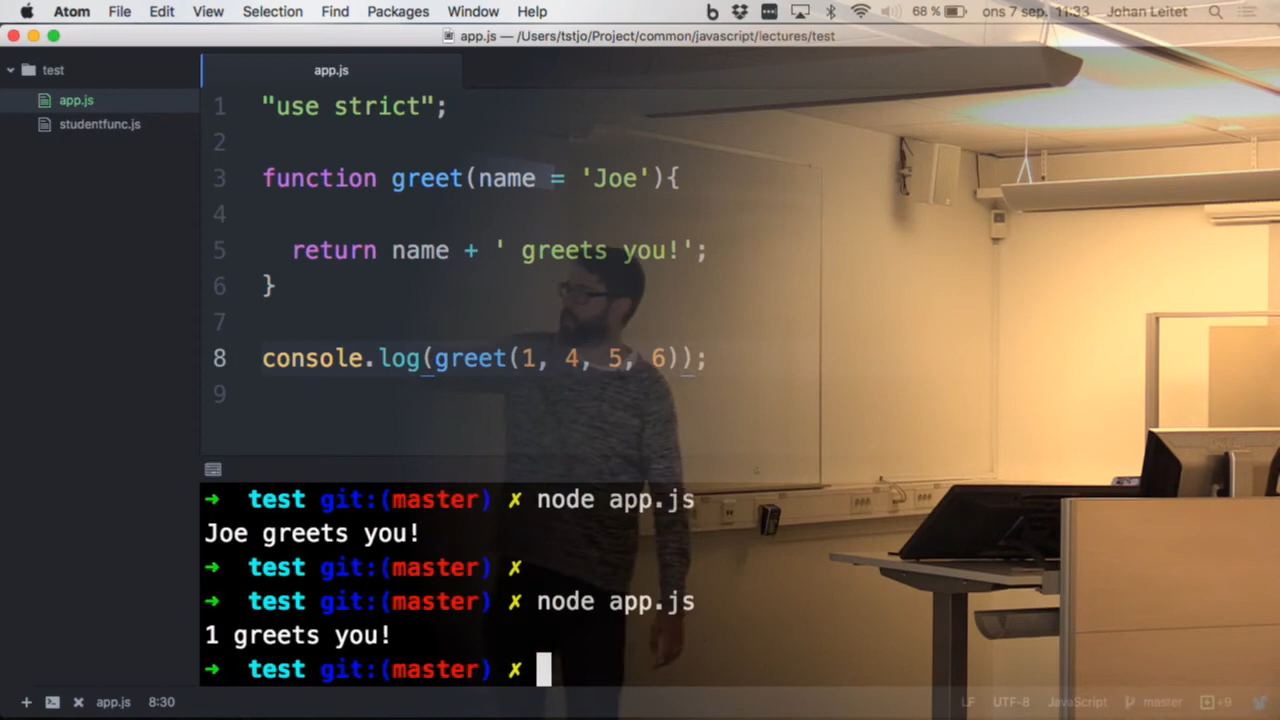 Atom File Edit View Selection Find Packages Window Help 68 % ons 7 sep. 11:33 Johan Leitet
app.js — /Users/tstjo/Project/common/javascript/lectures/test
test
app.js
app.js
studentfunc.js
1 "use strict";
2
3 function greet(name = 'Joe'){
4
5 return name + ' greets you!';
6 }
7
8 console.log(greet(1, 4, 5, 6));
9
➜ test git:(master) ✗ node app.js
Joe greets you!
➜ test git:(master) ✗
➜ test git:(master) ✗ node app.js
1 greets you!
➜ test git:(master) ✗
app.js 8:30 LF UTF-8 JavaScript master +9